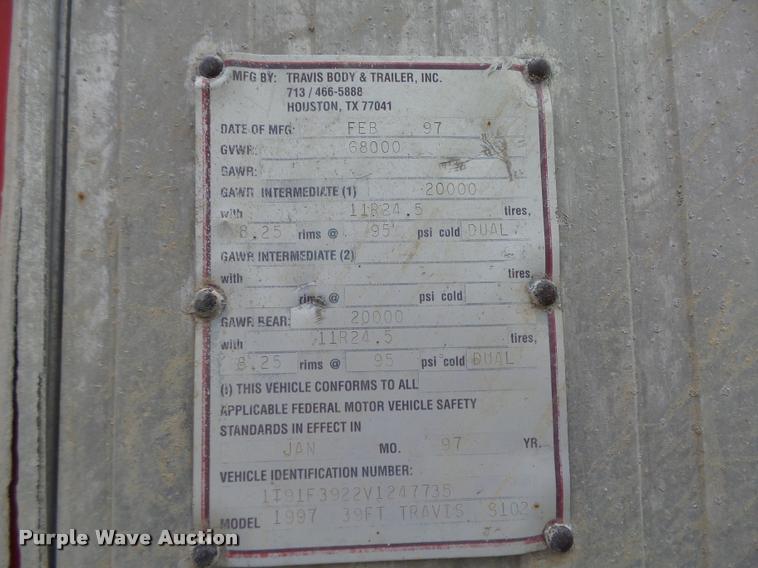 MFG BY: TRAVIS BODY & TRAILER, INC.
713 / 466-5888
HOUSTON, TX 77041
DATE OF MFG: FEB 97
GVWR: 68000
GAWR:
GAWR INTERMEDIATE (1) 20000
with 11R24.5 tires,
8.25 rims @ 95 psi cold DUAL
GAWR INTERMEDIATE (2)
with tires,
rims @ psi cold
GAWR REAR: 20000
with 11R24.5 tires,
8.25 rims @ 95 psi cold DUAL
THIS VEHICLE CONFORMS TO ALL
APPLICABLE FEDERAL MOTOR VEHICLE SAFETY
STANDARDS IN EFFECT IN
JAN MO. 97 YR.
VEHICLE IDENTIFICATION NUMBER:
1T91F3922V1247735
MODEL 1997 39FT TRAVIS S102
Purple Wave Auction